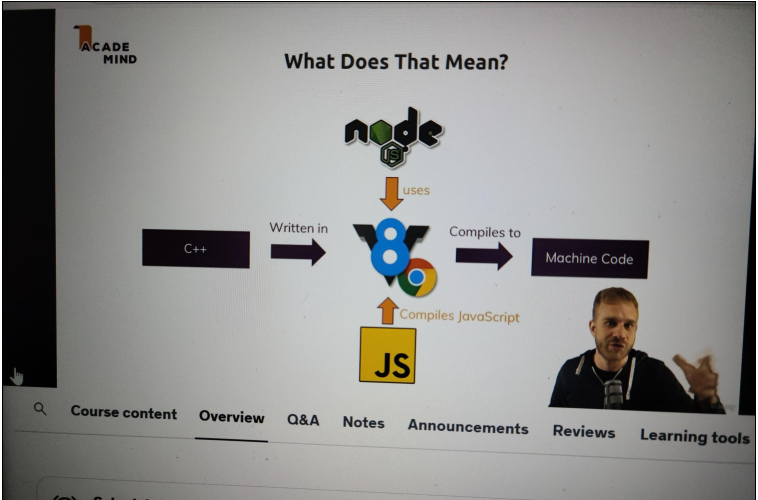 ACADE
MIND
What Does That Mean?
node
JS
uses
C++
Written in
V8
Compiles to
Machine Code
Compiles JavaScript
JS
Course content
Overview
Q&A
Notes
Announcements
Reviews
Learning tools